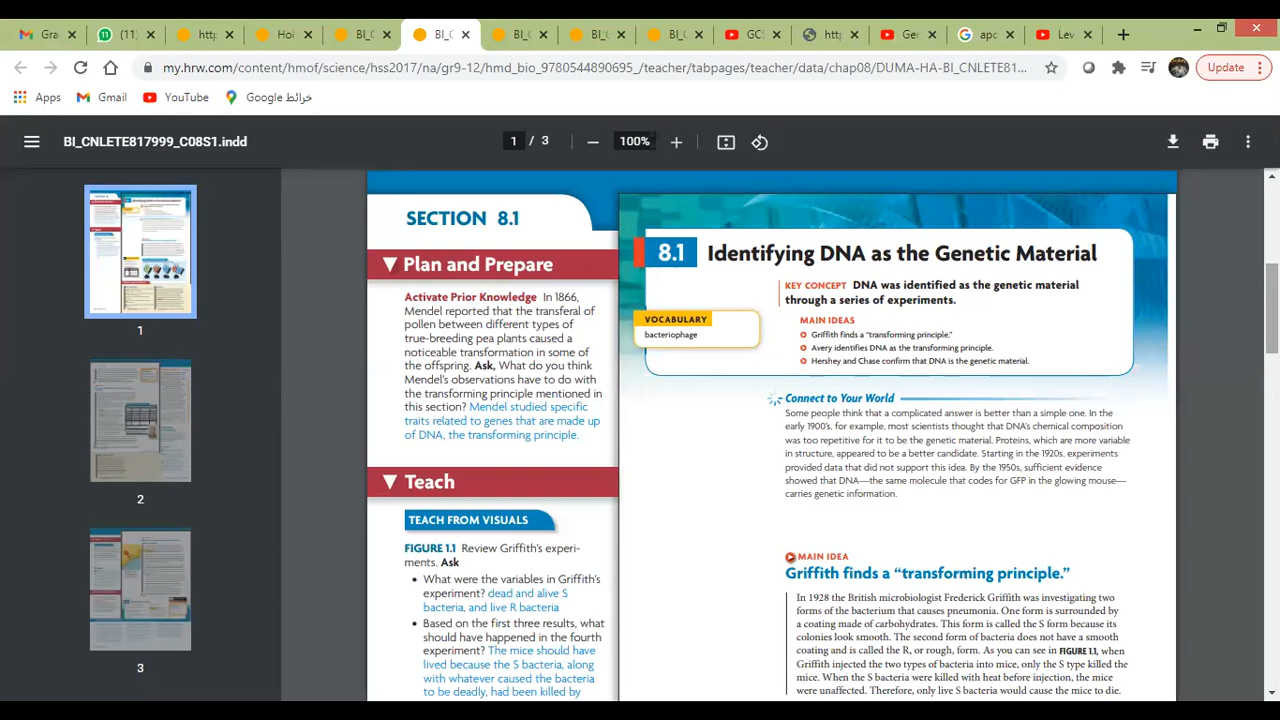 Gra
(11)
http
Hoi
BI_C
BI_C
BI_C
BI_C
BI_C
GCS
http
Geo
apo
Lev
my.hrw.com/content/hmof/science/hss2017/na/gr9-12/hmd_bio_9780544890695_/teacher/tabpages/teacher/data/chap08/DUMA-HA-BI_CNLETE81...
Update
Apps
Gmail
YouTube
خرائط Google
BI_CNLETE817999_C08S1.indd
1 / 3
100%
1
2
3
SECTION 8.1
Plan and Prepare
Activate Prior Knowledge In 1866,
Mendel reported that the transferal of
pollen between different types of
true-breeding pea plants caused a
noticeable transformation in some of
the offspring. Ask, What do you think
Mendel's observations have to do with
the transforming principle mentioned in
this section? Mendel studied specific
traits related to genes that are made up
of DNA, the transforming principle.
Teach
TEACH FROM VISUALS
FIGURE 1.1 Review Griffith's experi-
ments. Ask
• What were the variables in Griffith's
experiment? dead and alive S
bacteria, and live R bacteria
• Based on the first three results, what
should have happened in the fourth
experiment? The mice should have
lived because the S bacteria, along
with whatever caused the bacteria
to be deadly, had been killed by
8.1 Identifying DNA as the Genetic Material
KEY CONCEPT DNA was identified as the genetic material
through a series of experiments.
VOCABULARY
bacteriophage
MAIN IDEAS
Griffith finds a "transforming principle."
Avery identifies DNA as the transforming principle.
Hershey and Chase confirm that DNA is the genetic material.
Connect to Your World
Some people think that a complicated answer is better than a simple one. In the
early 1900's, for example, most scientists thought that DNA's chemical composition
was too repetitive for it to be the genetic material. Proteins, which are more variable
in structure, appeared to be a better candidate. Starting in the 1920s, experiments
provided data that did not support this idea. By the 1950s, sufficient evidence
showed that DNA—the same molecule that codes for GFP in the glowing mouse—
carries genetic information.
MAIN IDEA
Griffith finds a "transforming principle."
In 1928 the British microbiologist Frederick Griffith was investigating two
forms of the bacterium that causes pneumonia. One form is surrounded by
a coating made of carbohydrates. This form is called the S form because its
colonies look smooth. The second form of bacteria does not have a smooth
coating and is called the R, or rough, form. As you can see in FIGURE 1.1, when
Griffith injected the two types of bacteria into mice, only the S type killed the
mice. When the S bacteria were killed with heat before injection, the mice
were unaffected. Therefore, only live S bacteria would cause the mice to die.